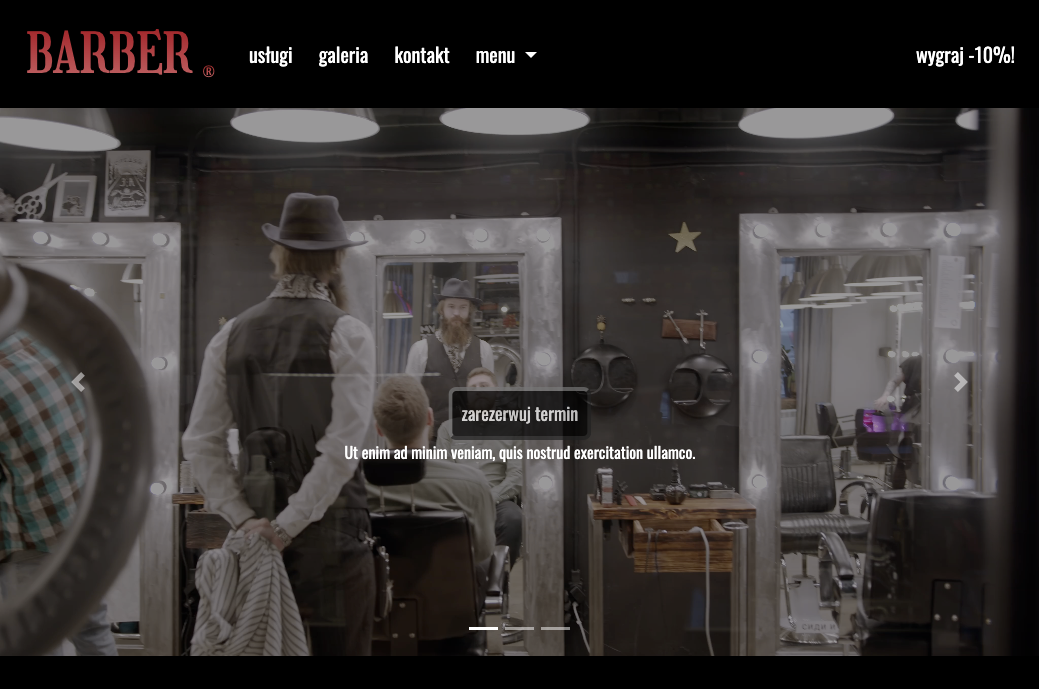 BARBER ®
usługi galeria kontakt menu
wygraj -10%!
zarezerwuj termin
Ut enim ad minim veniam, quis nostrud exercitation ullamco.